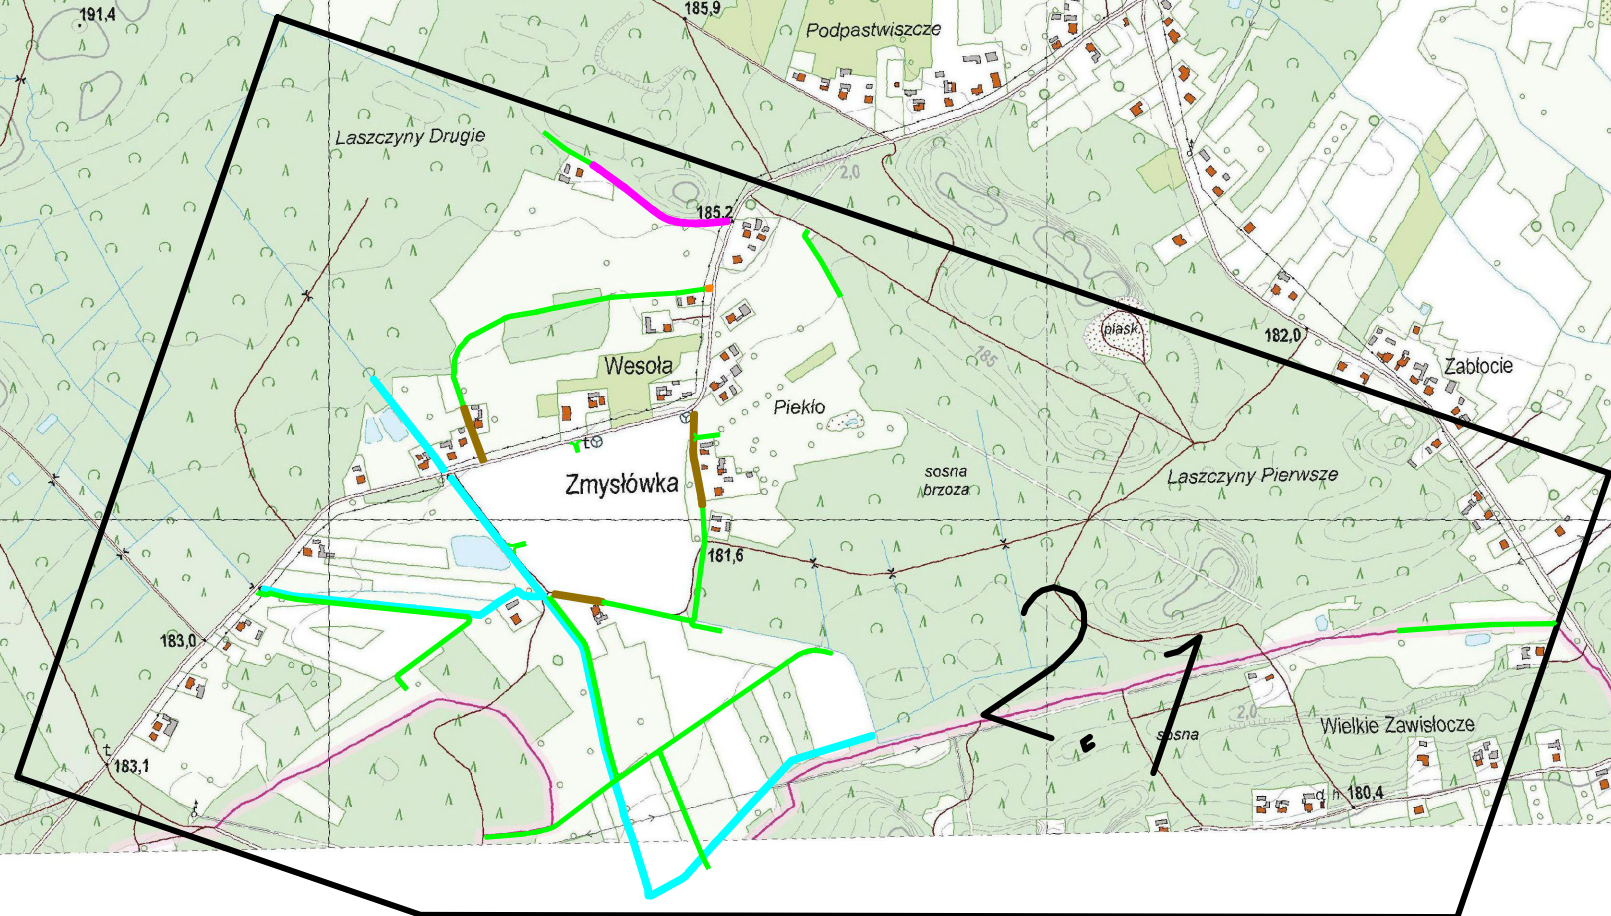 191,4
185,9
Podpastwiszcze
Laszczyny Drugie
2,0
185,2
piask.
182,0
185
Zabłocie
Wesoła
Piekło
t
Zmysłówka
sosna
brzoza
Laszczyny Pierwsze
181,6
183,0
2.1
2,0
sosna
Wielkie Zawisłocze
t
183,1
180,4